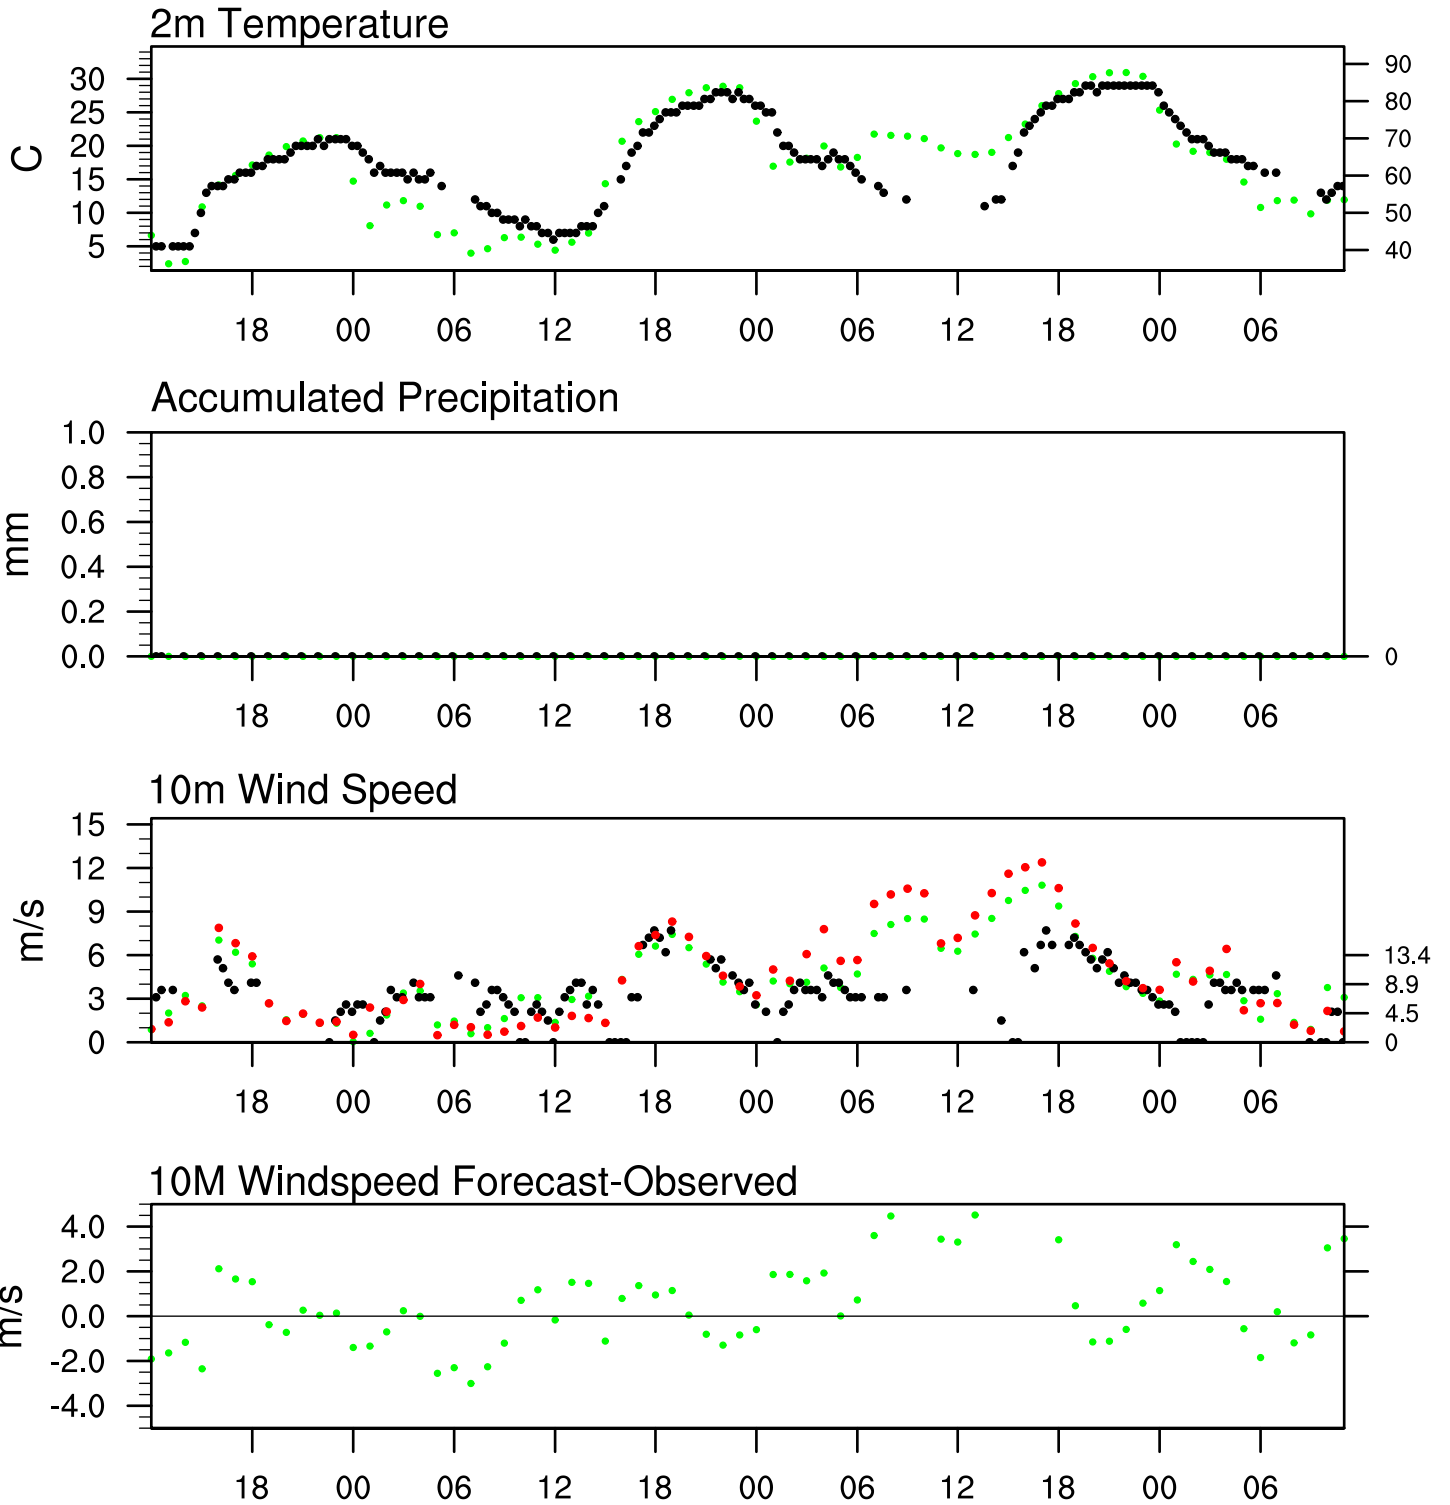 2m Temperature
30
25
20
15
10
5
C
90
80
70
60
50
40
18 00 06 12 18 00 06 12 18 00 06
Accumulated Precipitation
1.0
0.8
0.6
0.4
0.2
0.0
mm
0
18 00 06 12 18 00 06 12 18 00 06
10m Wind Speed
15
12
9
6
3
0
m/s
13.4
8.9
4.5
0
18 00 06 12 18 00 06 12 18 00 06
10M Windspeed Forecast-Observed
4.0
2.0
0.0
-2.0
-4.0
m/s
18 00 06 12 18 00 06 12 18 00 06